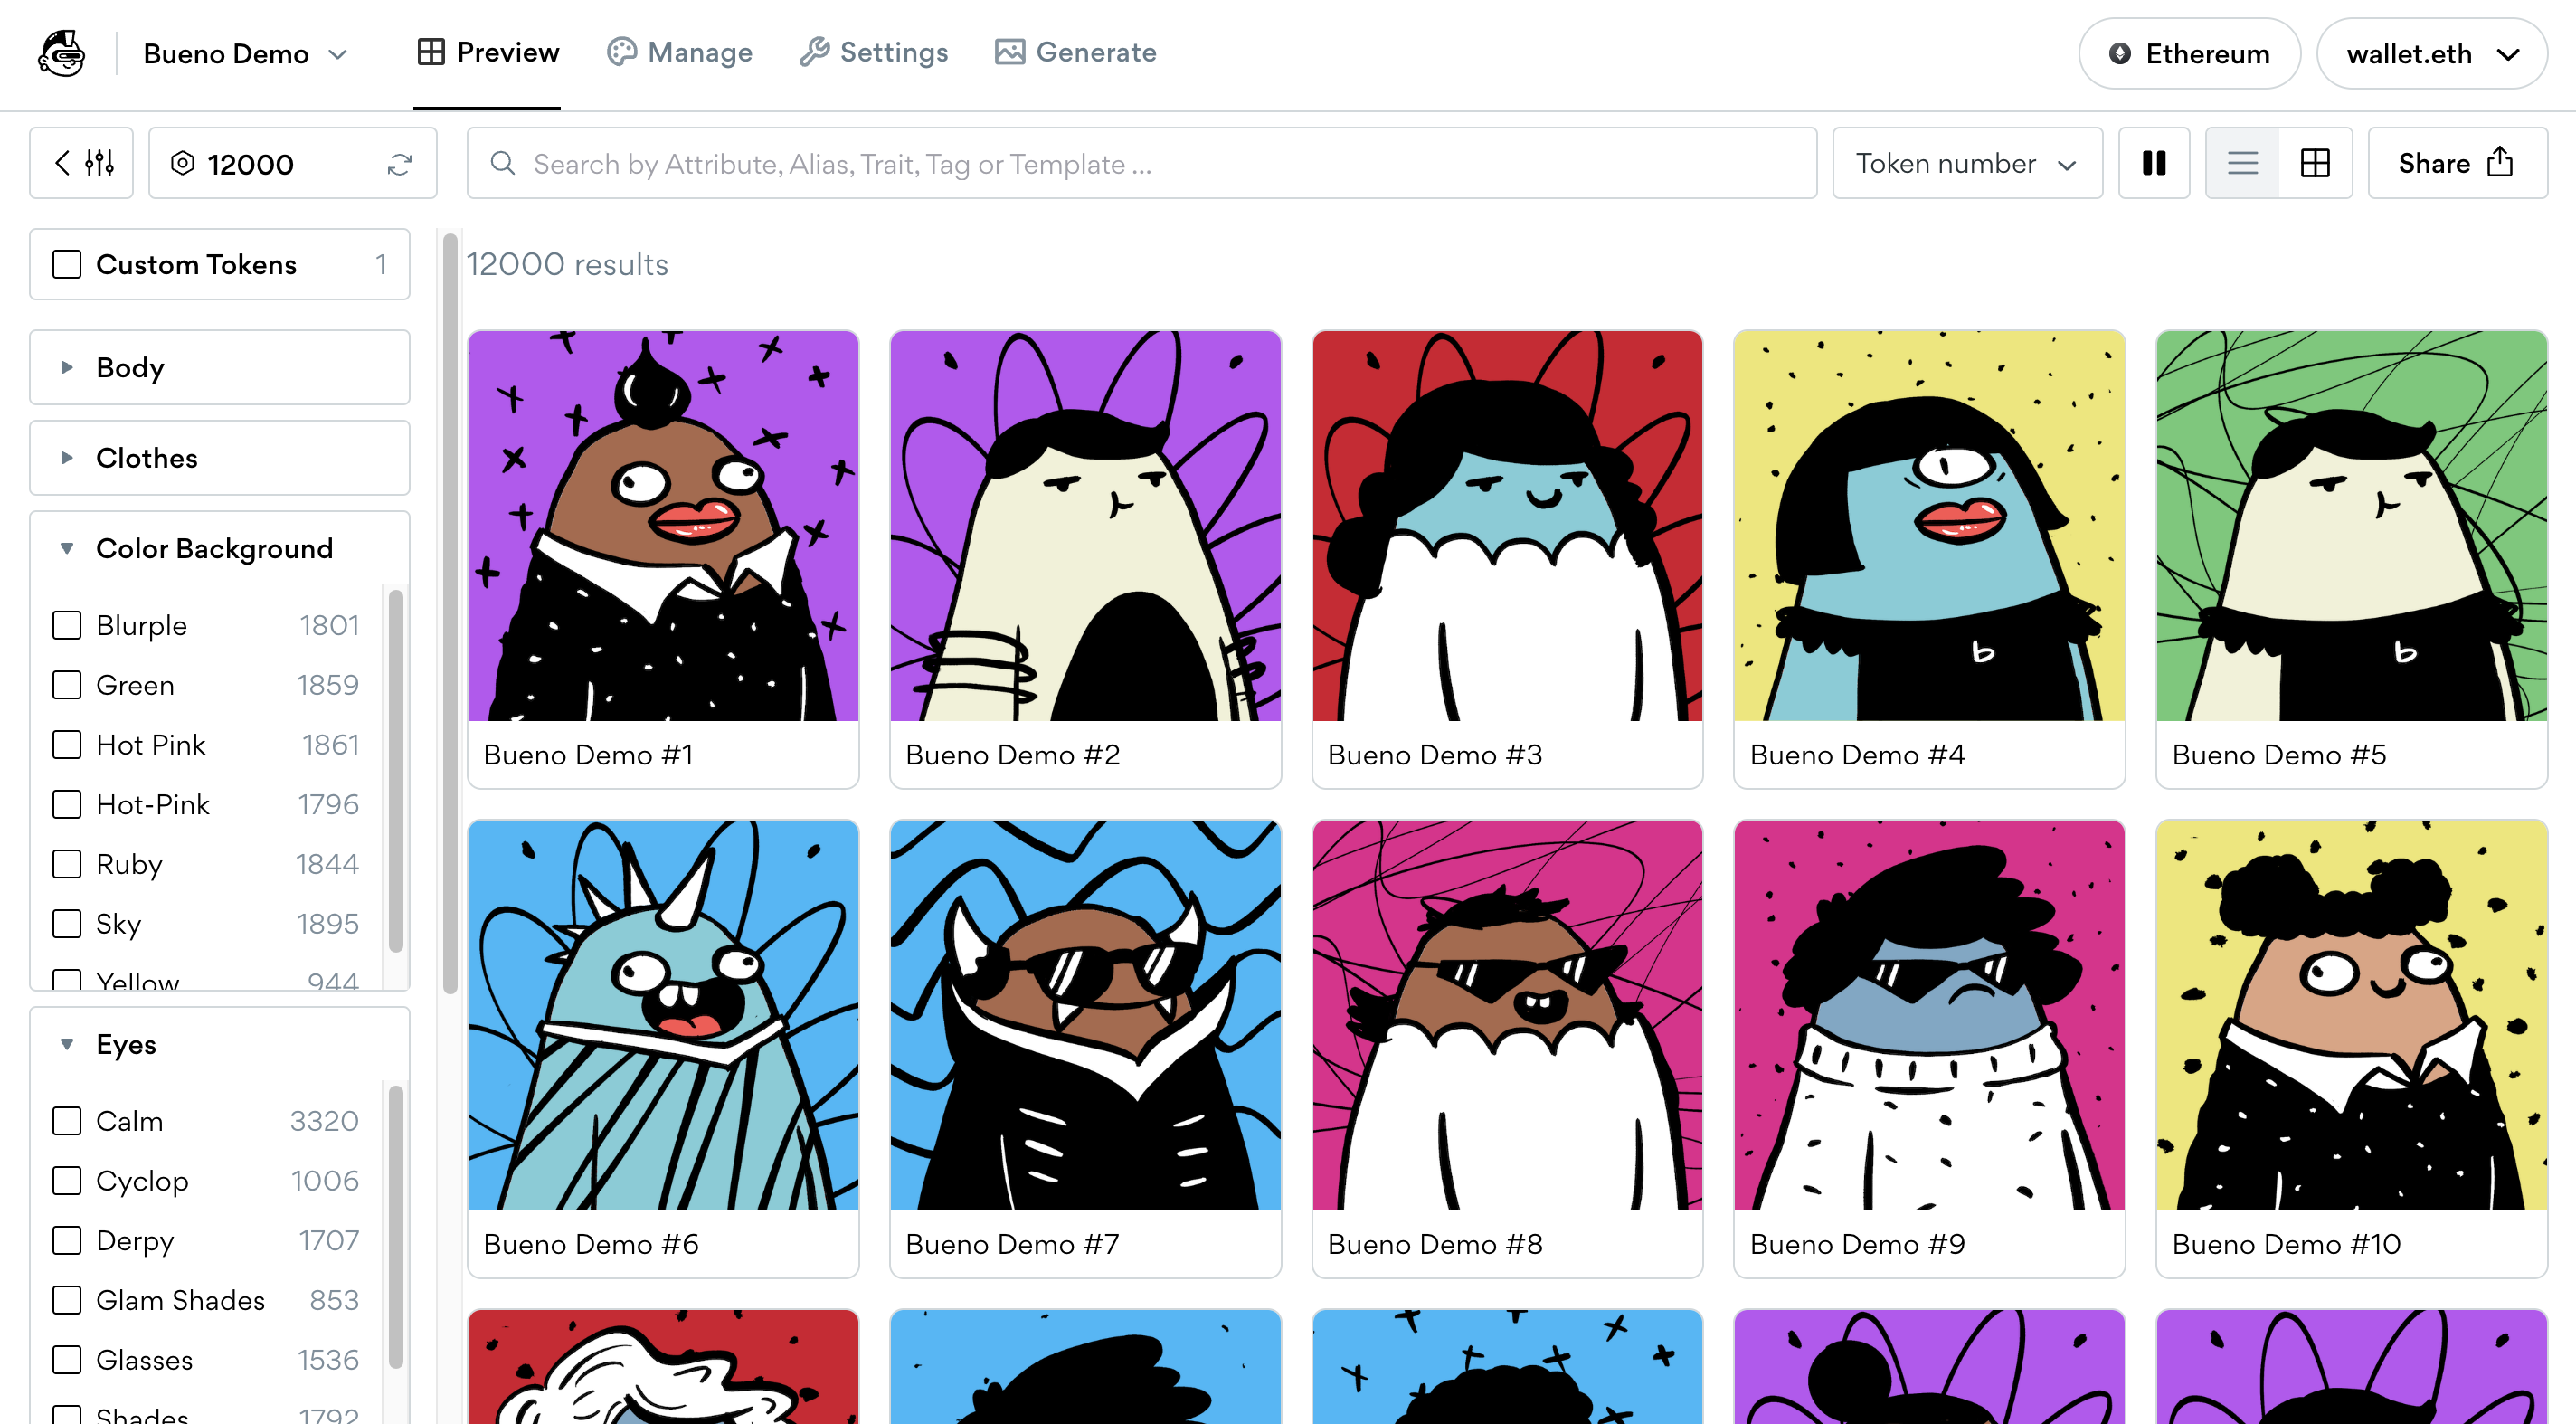 Bueno Demo
Preview
Manage
Settings
Generate
Ethereum
wallet.eth
12000
Search by Attribute, Alias, Trait, Tag or Template ...
Token number
Share
Custom Tokens 1
12000 results
Body
Clothes
Color Background
Blurple 1801
Green 1859
Hot Pink 1861
Hot-Pink 1796
Ruby 1844
Sky 1895
Yellow 944
Eyes
Calm 3320
Cyclop 1006
Derpy 1707
Glam Shades 853
Glasses 1536
Shades 1792
b
b
Bueno Demo #1
Bueno Demo #2
Bueno Demo #3
Bueno Demo #4
Bueno Demo #5
Bueno Demo #6
Bueno Demo #7
Bueno Demo #8
Bueno Demo #9
Bueno Demo #10